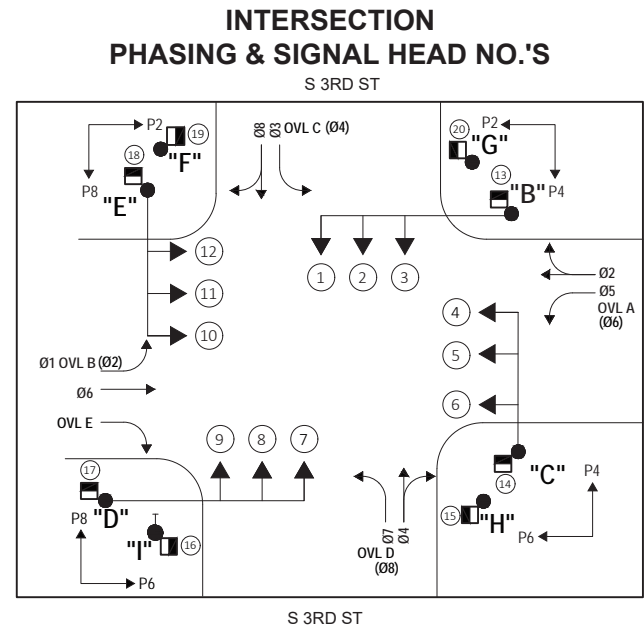 INTERSECTION
PHASING & SIGNAL HEAD NO.'S
S 3RD ST
P2
19
"F"
18
P8
"E"
Ø8
Ø3
OVL C (Ø4)
20
P2
"G"
13
"B"
P4
12
11
10
1
2
3
Ø2
Ø5
OVL A
(Ø6)
4
5
6
Ø1 OVL B (Ø2)
Ø6
OVL E
9
8
7
17
"D"
P8
"I"
16
P6
Ø7
Ø4
OVL D
(Ø8)
"C"
14
P4
15
"H"
P6
S 3RD ST